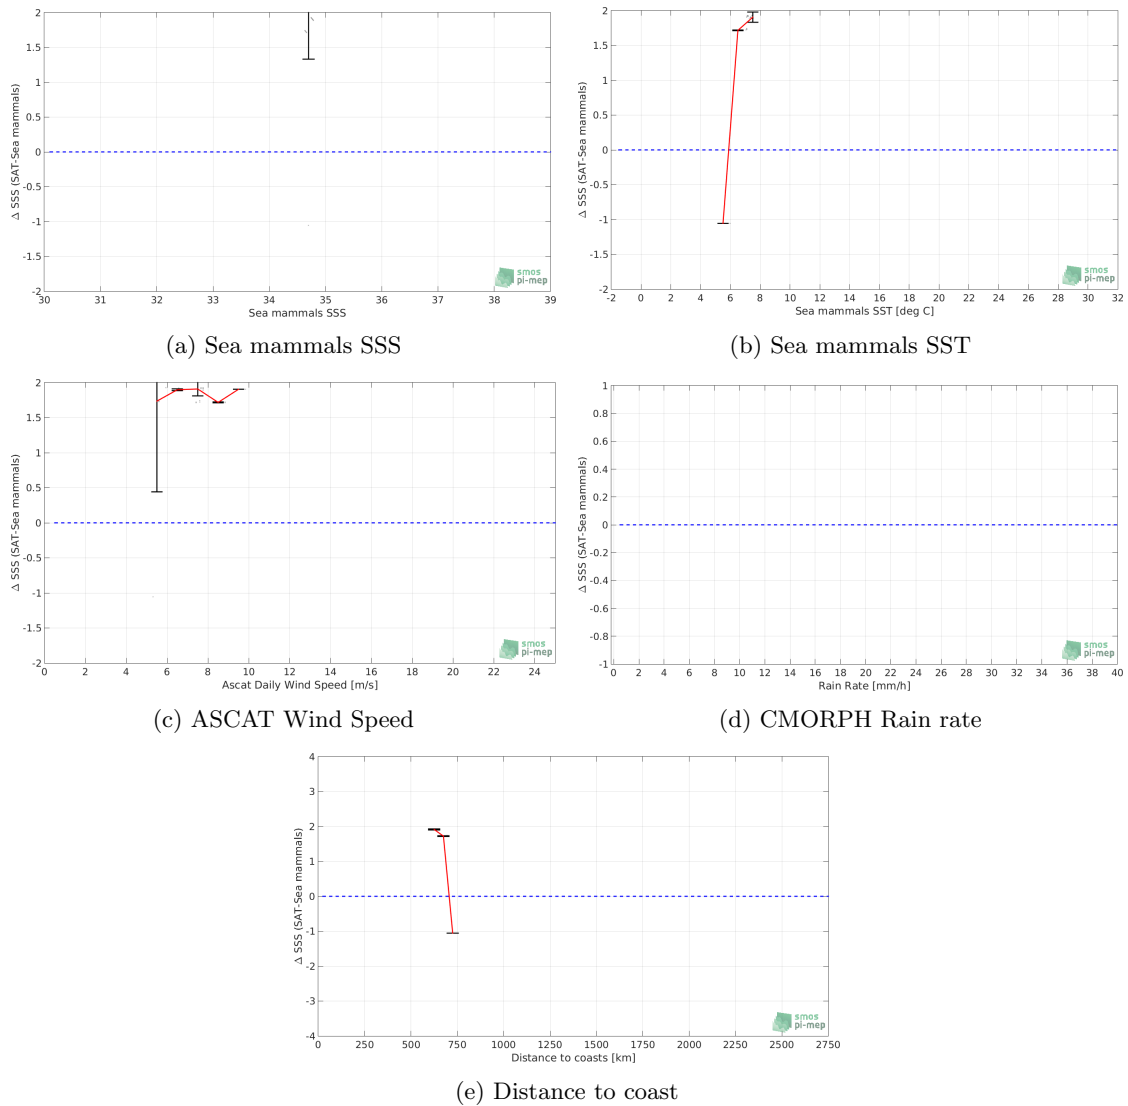 Δ SSS (SAT-Sea mammals)
2
1.5
1
0.5
0
-0.5
-1
-1.5
-2
30 31 32 33 34 35 36 37 38 39
Sea mammals SSS
smos
pi-mep
(a) Sea mammals SSS
Δ SSS (SAT-Sea mammals)
2
1.5
1
0.5
0
-0.5
-1
-1.5
-2
-2 0 2 4 6 8 10 12 14 16 18 20 22 24 26 28 30 32
Sea mammals SST [deg C]
smos
pi-mep
(b) Sea mammals SST
Δ SSS (SAT-Sea mammals)
2
1.5
1
0.5
0
-0.5
-1
-1.5
-2
0 2 4 6 8 10 12 14 16 18 20 22 24
Ascat Daily Wind Speed [m/s]
smos
pi-mep
(c) ASCAT Wind Speed
Δ SSS (SAT-Sea mammals)
1
0.8
0.6
0.4
0.2
0
-0.2
-0.4
-0.6
-0.8
-1
0 2 4 6 8 10 12 14 16 18 20 22 24 26 28 30 32 34 36 38 40
Rain Rate [mm/h]
smos
pi-mep
(d) CMORPH Rain rate
Δ SSS (SAT-Sea mammals)
4
3
2
1
0
-1
-2
-3
-4
0 250 500 750 1000 1250 1500 1750 2000 2250 2500 2750
Distance to coasts [km]
smos
pi-mep
(e) Distance to coast